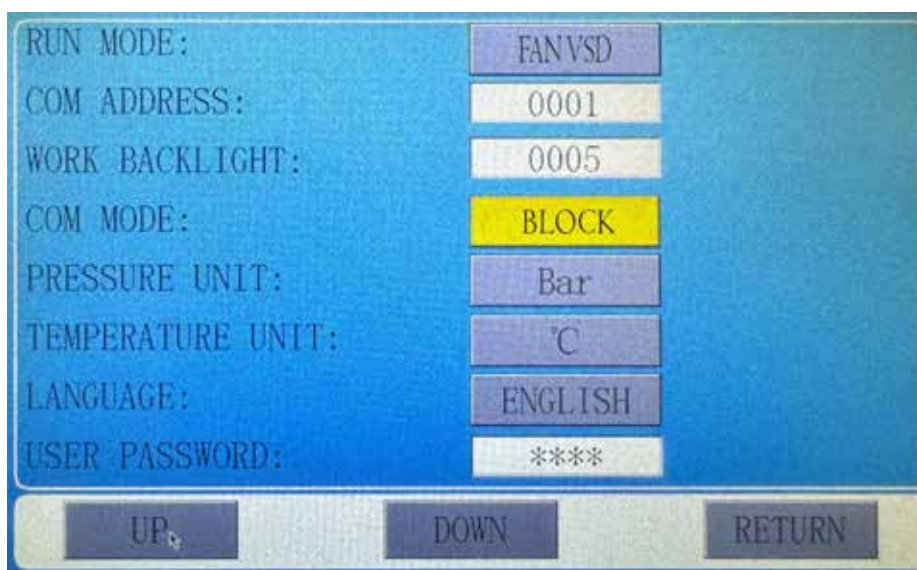 RUN MODE: FANVSD
COM ADDRESS: 0001
WORK BACKLIGHT: 0005
COM MODE: BLOCK
PRESSURE UNIT: Bar
TEMPERATURE UNIT: ℃
LANGUAGE: ENGLISH
USER PASSWORD: ****
UP DOWN RETURN